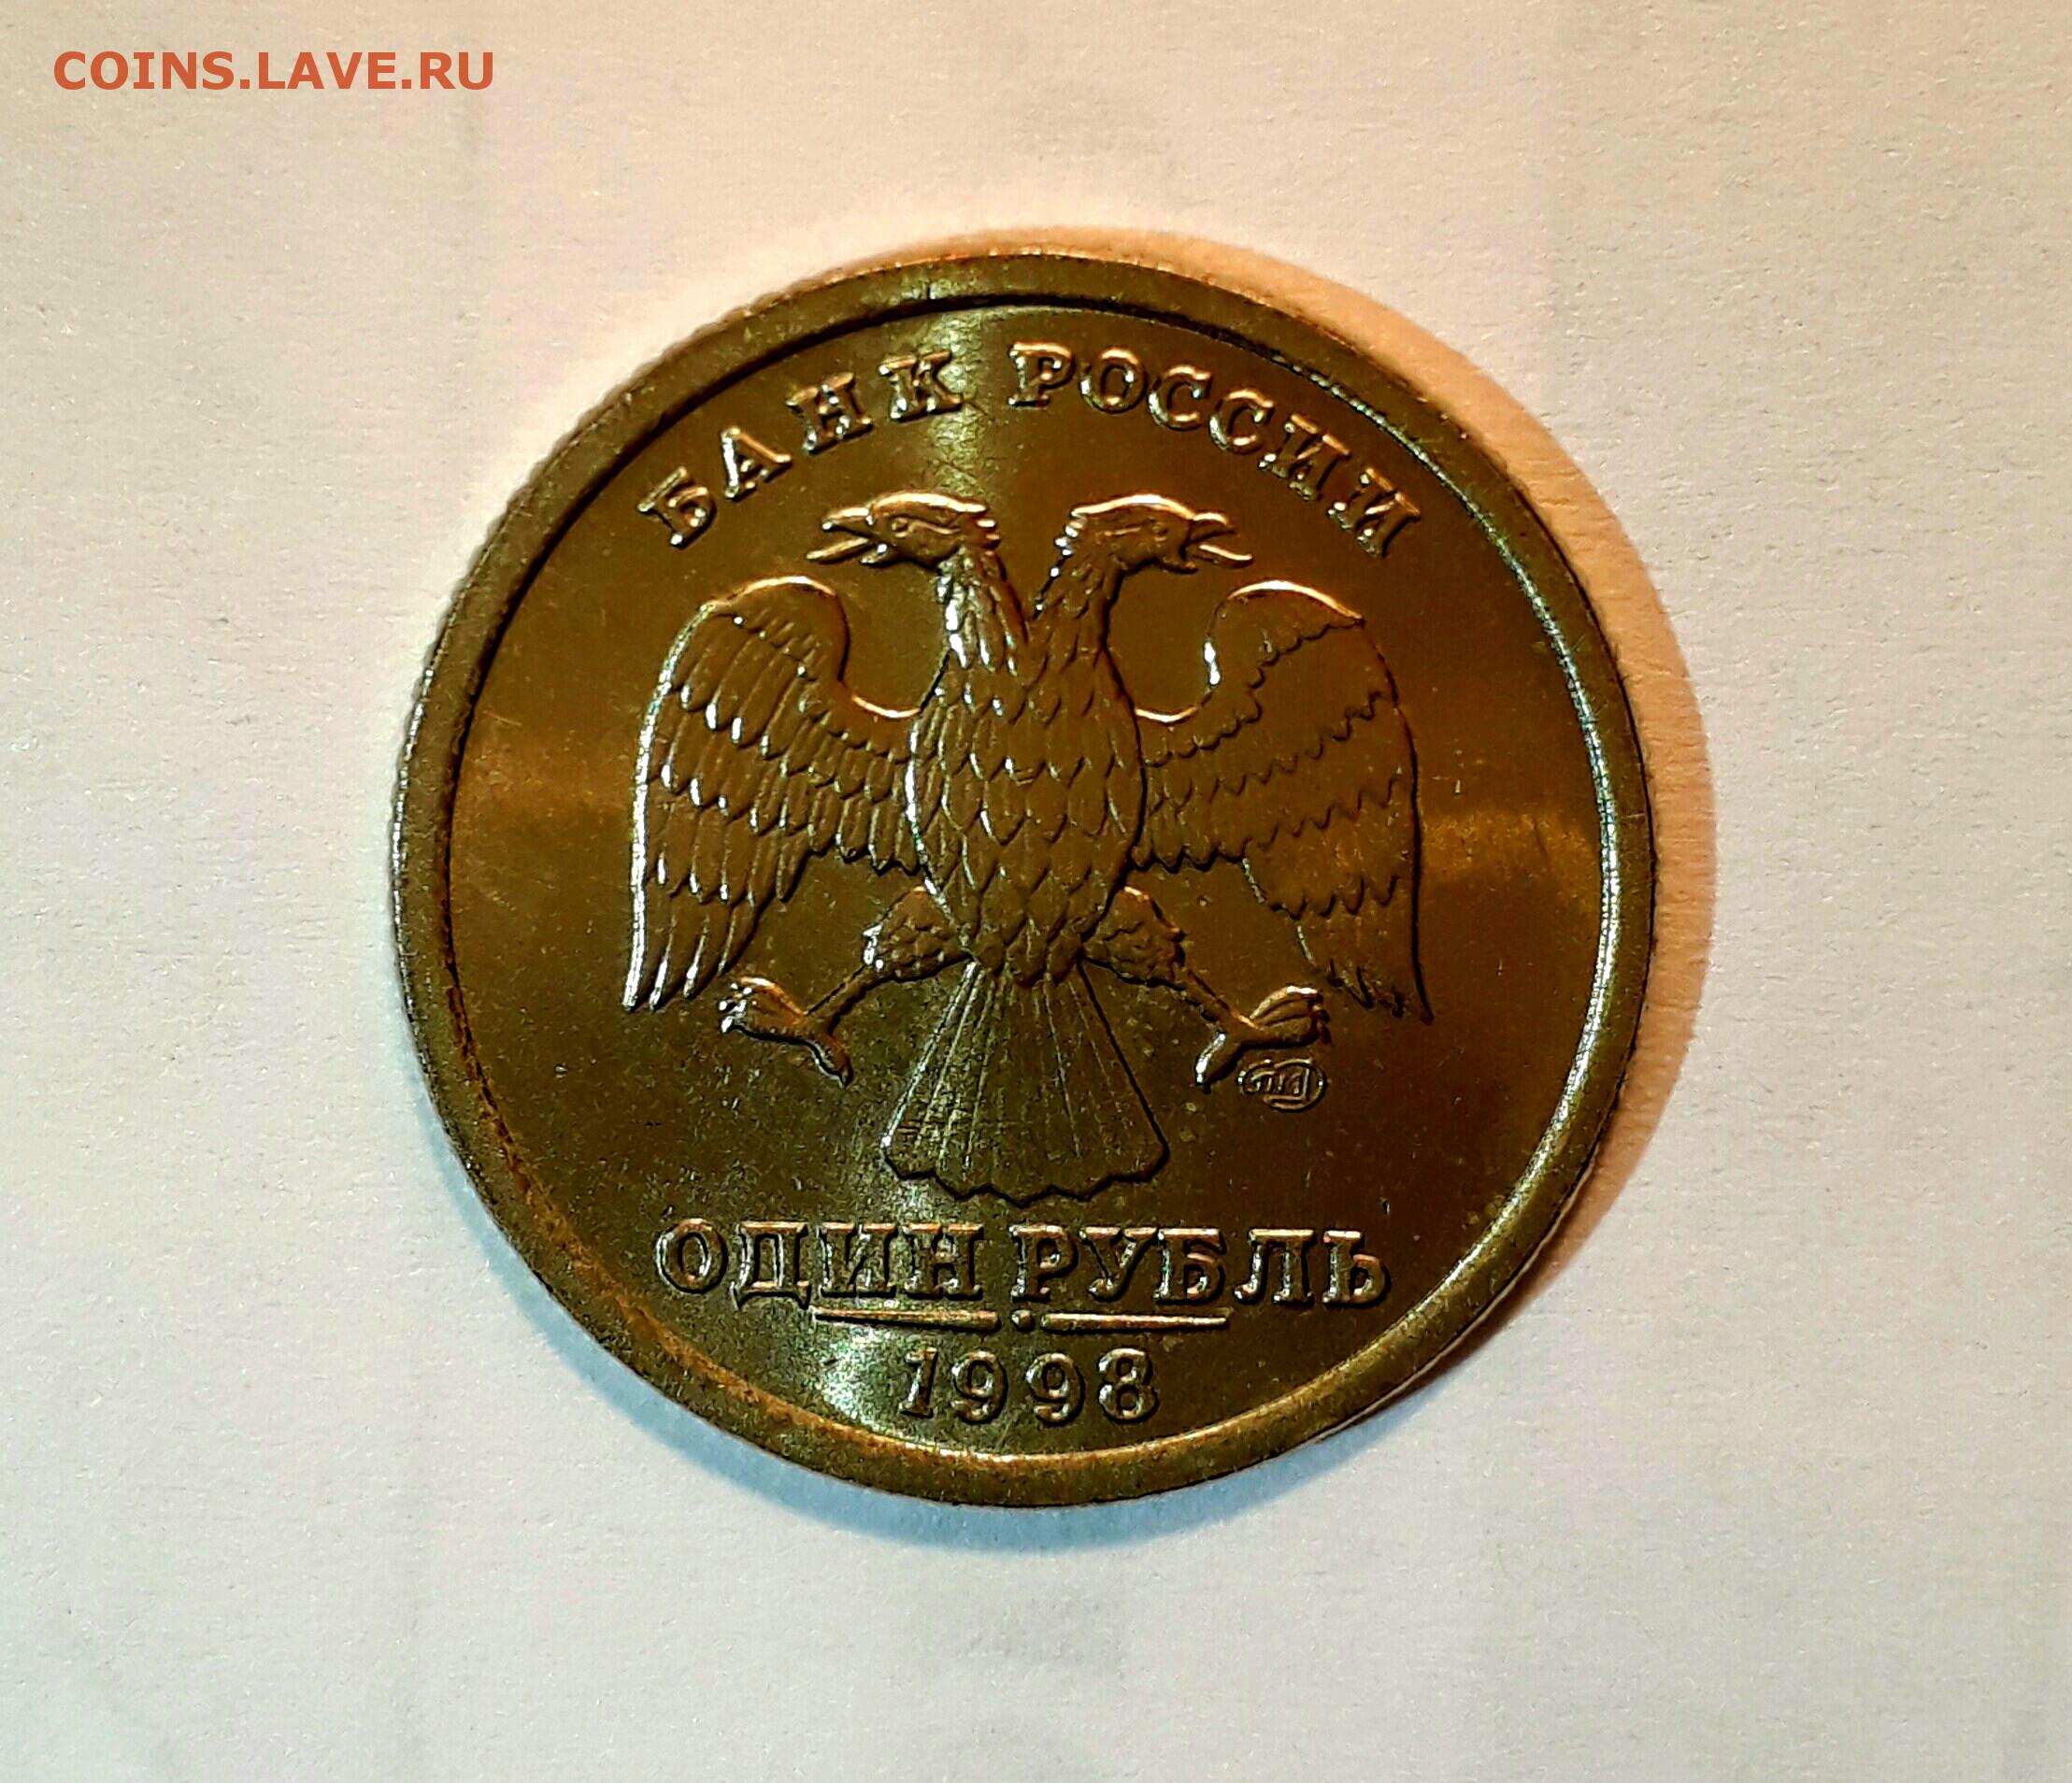 COINS.LAVE.RU
БАНК РОССИИ
ОДИН РУБЛЬ
1998